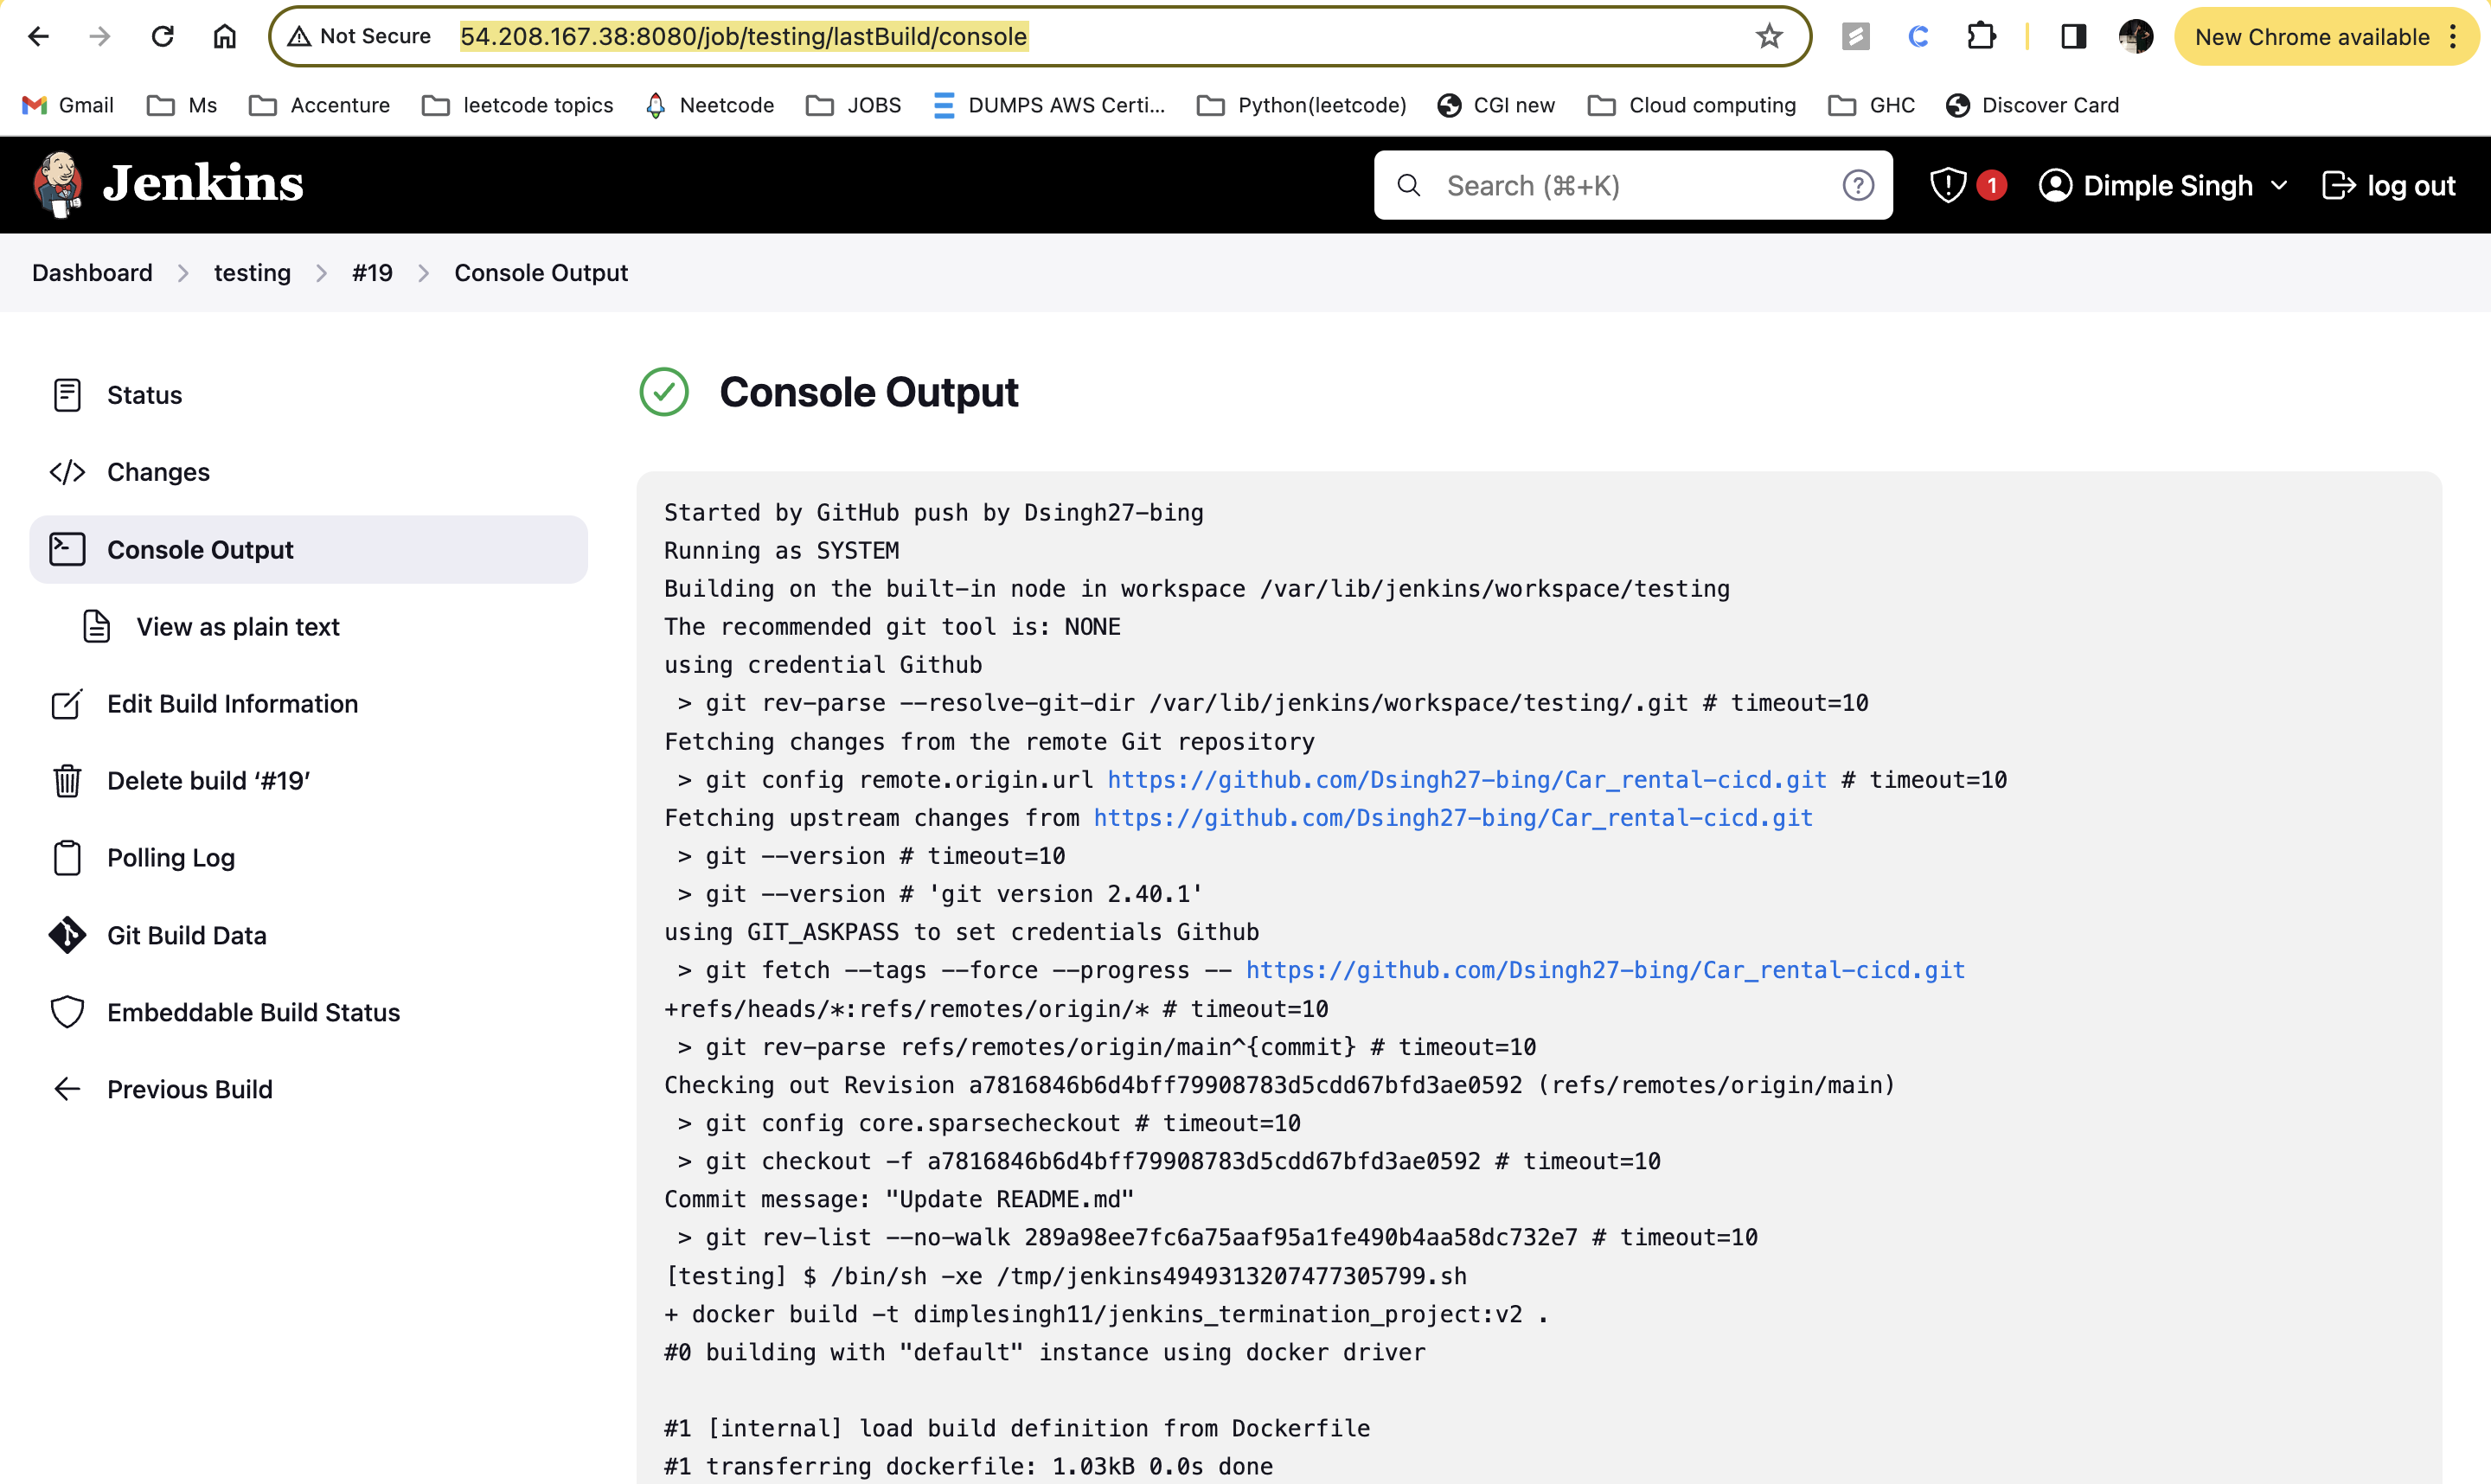 Not Secure 54.208.167.38:8080/job/testing/lastBuild/console New Chrome available
Gmail Ms Accenture leetcode topics Neetcode JOBS DUMPS AWS Certi... Python(leetcode) CGI new Cloud computing GHC Discover Card
Jenkins Search (⌘+K) ? 1 Dimple Singh log out
Dashboard > testing > #19 > Console Output
Status
Changes
Console Output
View as plain text
Edit Build Information
Delete build ‘#19’
Polling Log
Git Build Data
Embeddable Build Status
Previous Build
Console Output
Started by GitHub push by Dsingh27-bing
Running as SYSTEM
Building on the built-in node in workspace /var/lib/jenkins/workspace/testing
The recommended git tool is: NONE
using credential Github
> git rev-parse --resolve-git-dir /var/lib/jenkins/workspace/testing/.git # timeout=10
Fetching changes from the remote Git repository
> git config remote.origin.url https://github.com/Dsingh27-bing/Car_rental-cicd.git # timeout=10
Fetching upstream changes from https://github.com/Dsingh27-bing/Car_rental-cicd.git
> git --version # timeout=10
> git --version # 'git version 2.40.1'
using GIT_ASKPASS to set credentials Github
> git fetch --tags --force --progress -- https://github.com/Dsingh27-bing/Car_rental-cicd.git
+refs/heads/*:refs/remotes/origin/* # timeout=10
> git rev-parse refs/remotes/origin/main^{commit} # timeout=10
Checking out Revision a7816846b6d4bff79908783d5cdd67bfd3ae0592 (refs/remotes/origin/main)
> git config core.sparsecheckout # timeout=10
> git checkout -f a7816846b6d4bff79908783d5cdd67bfd3ae0592 # timeout=10
Commit message: "Update README.md"
> git rev-list --no-walk 289a98ee7fc6a75aaf95a1fe490b4aa58dc732e7 # timeout=10
[testing] $ /bin/sh -xe /tmp/jenkins4949313207477305799.sh
+ docker build -t dimplesingh11/jenkins_termination_project:v2 .
#0 building with "default" instance using docker driver
#1 [internal] load build definition from Dockerfile
#1 transferring dockerfile: 1.03kB 0.0s done